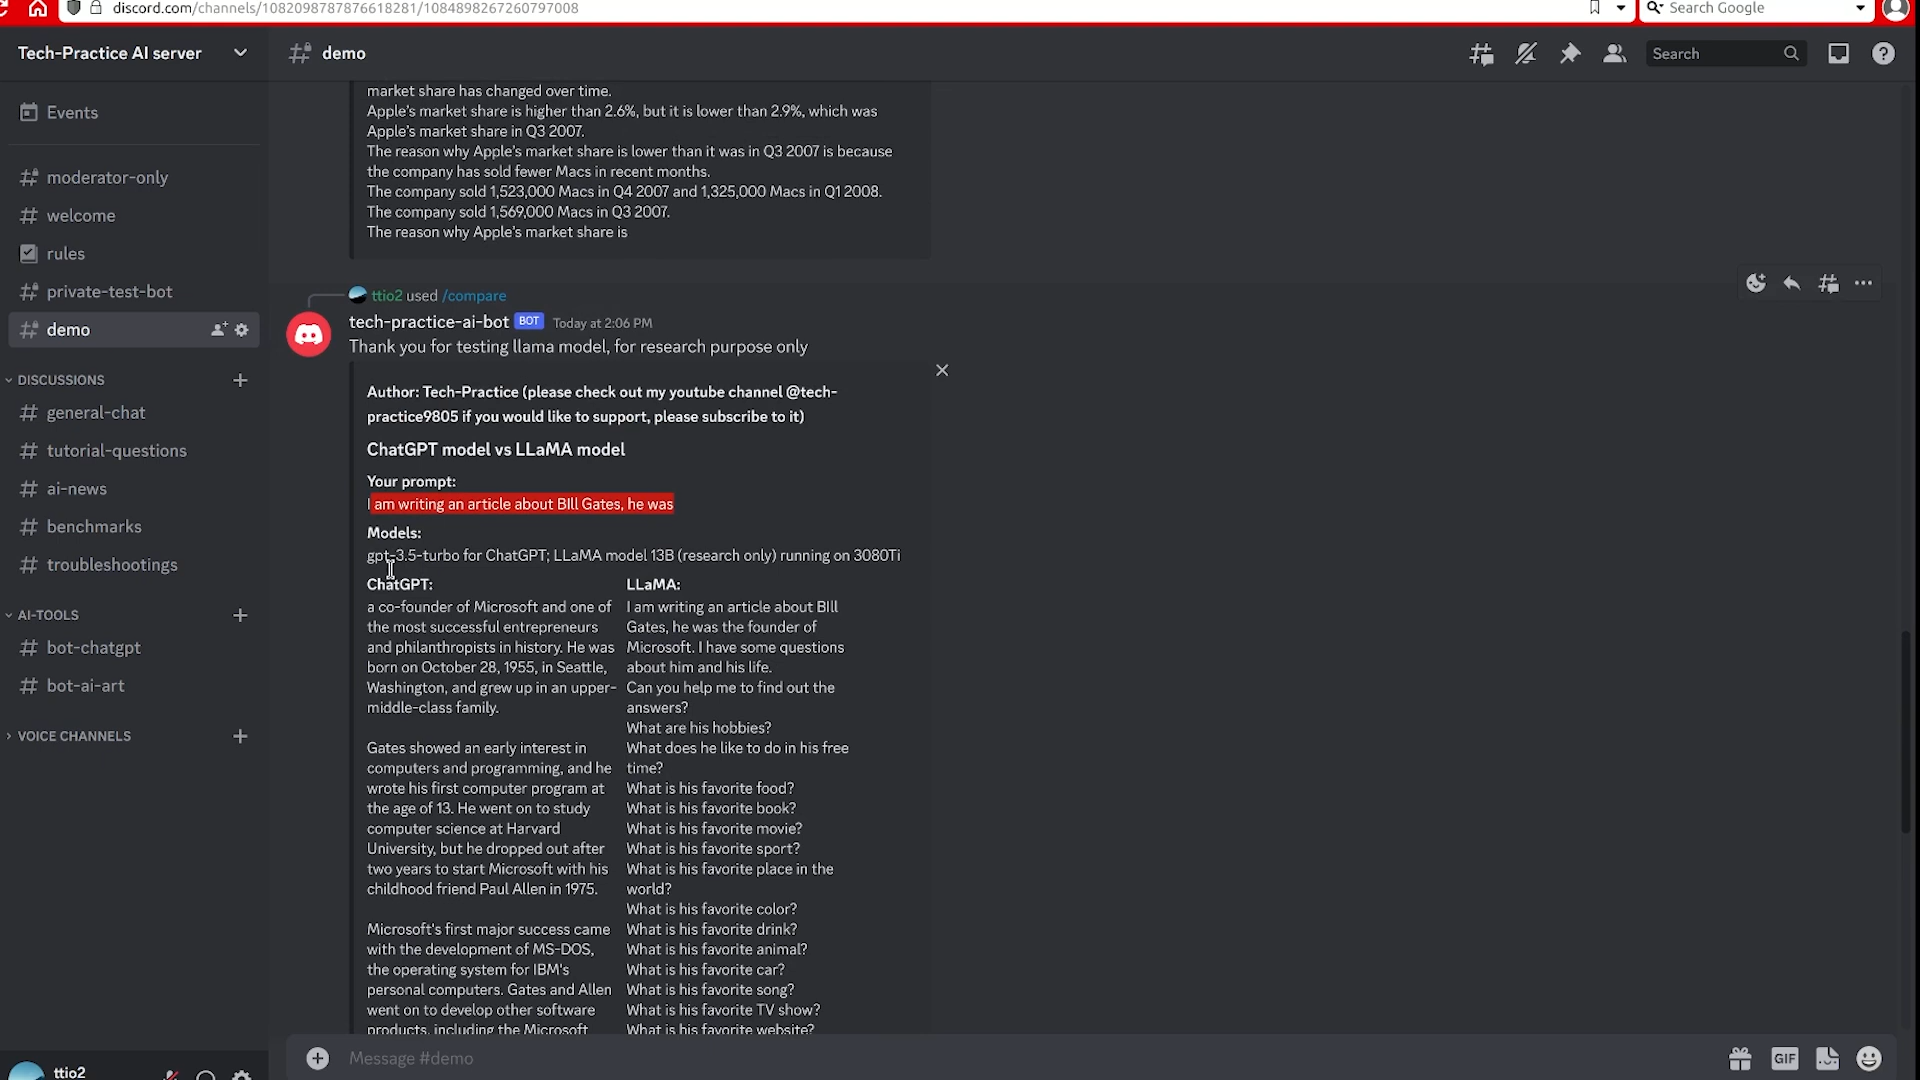 discord.com/channels/1082098787876618281/1084898267260797008
Search Google
Tech-Practice AI server
demo
Search
Events
moderator-only
welcome
rules
private-test-bot
demo
DISCUSSIONS
general-chat
tutorial-questions
ai-news
benchmarks
troubleshootings
AI-TOOLS
bot-chatgpt
bot-ai-art
VOICE CHANNELS
ttio2
market share has changed over time.
Apple's market share is higher than 2.6%, but it is lower than 2.9%, which was
Apple's market share in Q3 2007.
The reason why Apple's market share is lower than it was in Q3 2007 is because
the company has sold fewer Macs in recent months.
The company sold 1,523,000 Macs in Q4 2007 and 1,325,000 Macs in Q1 2008.
The company sold 1,569,000 Macs in Q3 2007.
The reason why Apple's market share is
ttio2 used /compare
tech-practice-ai-bot BOT Today at 2:06 PM
Thank you for testing llama model, for research purpose only
Author: Tech-Practice (please check out my youtube channel @tech-
practice9805 if you would like to support, please subscribe to it)
ChatGPT model vs LLaMA model
Your prompt:
I am writing an article about BIll Gates, he was
Models:
gpt-3.5-turbo for ChatGPT; LLaMA model 13B (research only) running on 3080Ti
ChatGPT:
a co-founder of Microsoft and one of
the most successful entrepreneurs
and philanthropists in history. He was
born on October 28, 1955, in Seattle,
Washington, and grew up in an upper-
middle-class family.
Gates showed an early interest in
computers and programming, and he
wrote his first computer program at
the age of 13. He went on to study
computer science at Harvard
University, but he dropped out after
two years to start Microsoft with his
childhood friend Paul Allen in 1975.
Microsoft's first major success came
with the development of MS-DOS,
the operating system for IBM's
personal computers. Gates and Allen
went on to develop other software
products, including the Microsoft
LLaMA:
I am writing an article about BIll
Gates, he was the founder of
Microsoft. I have some questions
about him and his life.
Can you help me to find out the
answers?
What are his hobbies?
What does he like to do in his free
time?
What is his favorite food?
What is his favorite book?
What is his favorite movie?
What is his favorite sport?
What is his favorite place in the
world?
What is his favorite color?
What is his favorite drink?
What is his favorite animal?
What is his favorite car?
What is his favorite song?
What is his favorite TV show?
What is his favorite website?
Message #demo
GIF